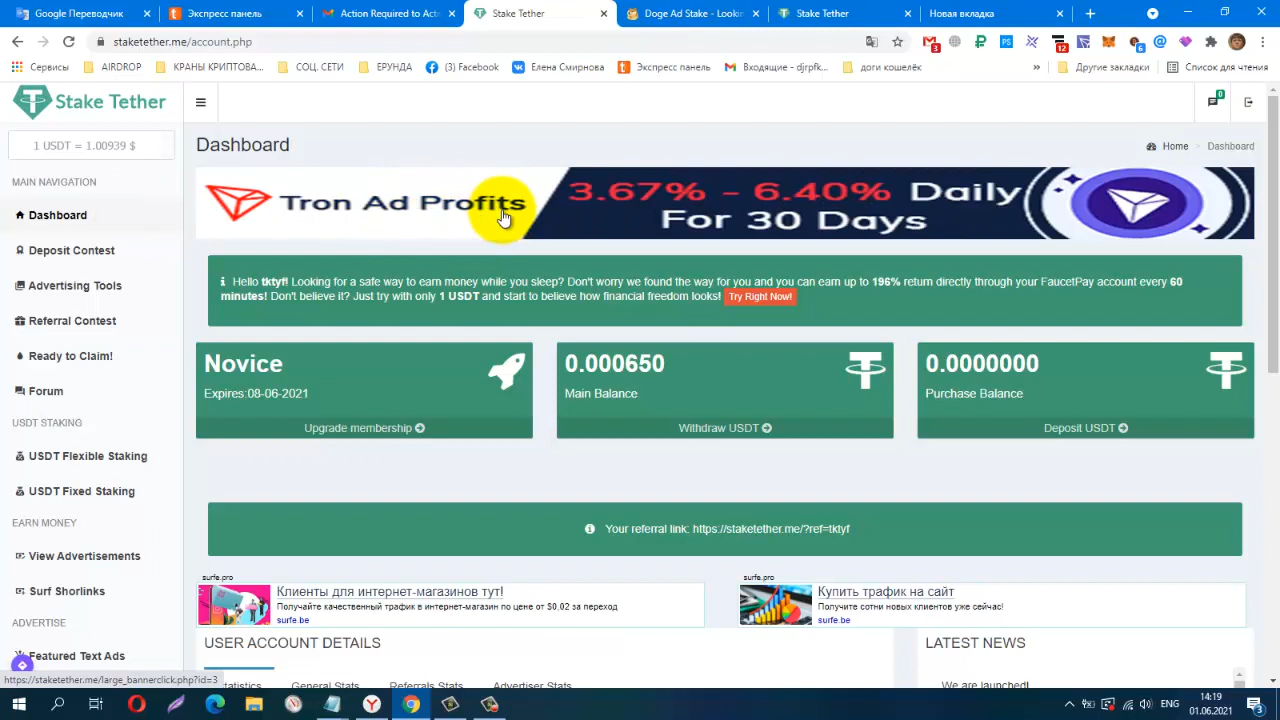 Google Переводчик
Экспресс панель
Action Required to Act
Stake Tether
Doge Ad Stake - Lookin
Stake Tether
Новая вкладка
staketether.me/account.php
Сервисы
AIRDROP
КРАНЫ КРИПТОВА...
СОЦ. СЕТИ
ЕРУНДА
(3) Facebook
Елена Смирнова
Экспресс панель
Входящие - djrpfk...
доги кошелёк
»
Другие закладки
Список для чтения
Stake Tether
0
1 USDT = 1.00939 $
Dashboard
Home > Dashboard
MAIN NAVIGATION
Dashboard
Deposit Contest
Advertising Tools
Referral Contest
Ready to Claim!
Forum
USDT STAKING
USDT Flexible Staking
USDT Fixed Staking
EARN MONEY
View Advertisements
Surf Shorlinks
ADVERTISE
Featured Text Ads
Tron Ad Profits
3.67% - 6.40% Daily
For 30 Days
Hello tktyf! Looking for a safe way to earn money while you sleep? Don't worry we found the way for you and you can earn up to 196% return directly through your FaucetPay account every 60
minutes! Don't believe it? Just try with only 1 USDT and start to believe how financial freedom looks! Try Right Now!
Novice
Expires:08-06-2021
Upgrade membership
0.000650
Main Balance
Withdraw USDT
0.0000000
Purchase Balance
Deposit USDT
Your referral link: https://staketether.me/?ref=tktyf
surfe.pro
Клиенты для интернет-магазинов тут!
Получайте качественный трафик в интернет-магазин по цене от $0,02 за переход
surfe.be
surfe.pro
Купить трафик на сайт
Получите сотни новых клиентов уже сейчас!
surfe.be
USER ACCOUNT DETAILS
Statistics
General Stats
Referrals Stats
Advertiser Stats
LATEST NEWS
We are launched!
https://staketether.me/large_bannerclick.php?id=3
ENG
14:19
01.06.2021
3